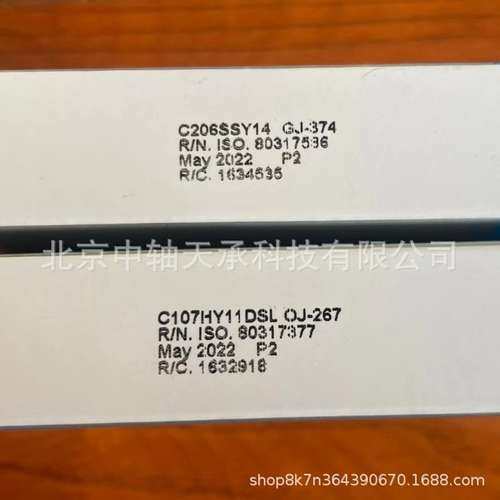 C206SSY14 GJ-374
R/N. ISO. 80317536
May 2022 P2
R/C. 1634535
北京申轴天承科技有限公司
C107HY11DSL OJ-267
R/N. ISO. 80317377
May 2022 P2
R/C. 1632918
shop8k7n364390670.1688.com